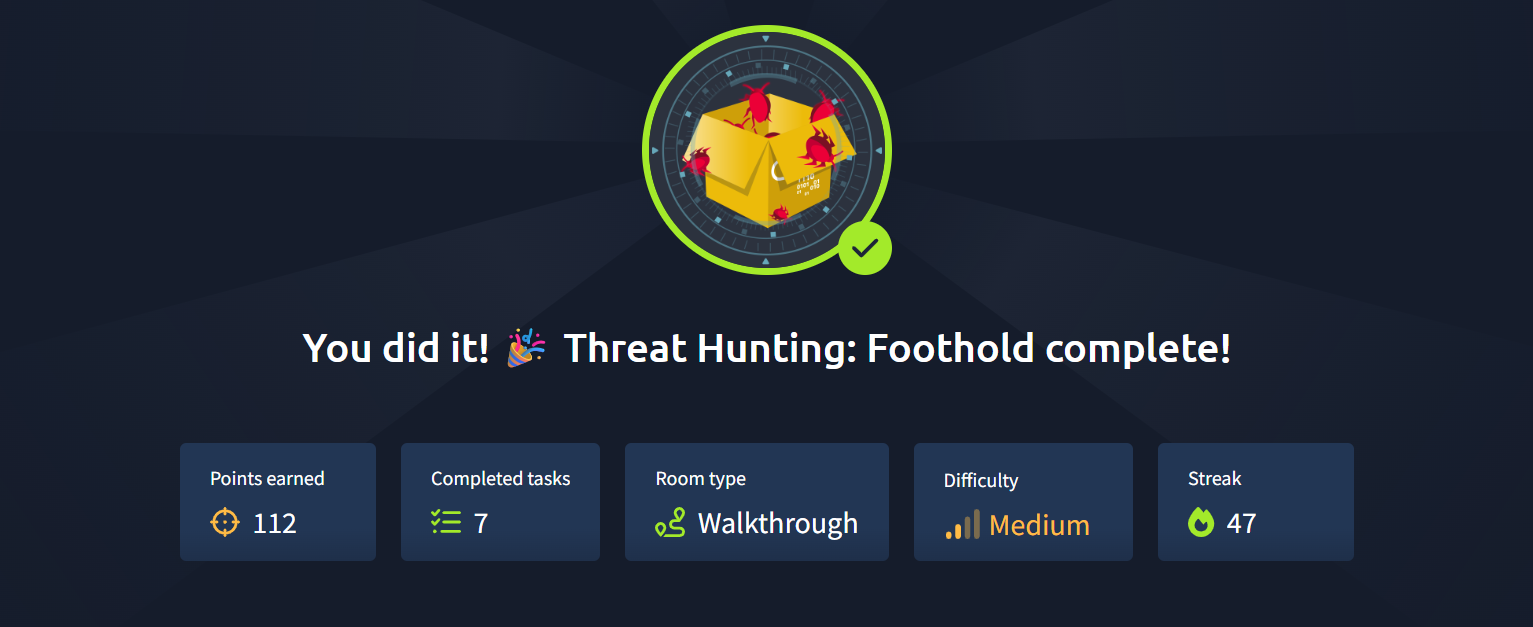 You did it! 🎉 Threat Hunting: Foothold complete!
Points earned
112
Completed tasks
7
Room type
Walkthrough
Difficulty
Medium
Streak
47